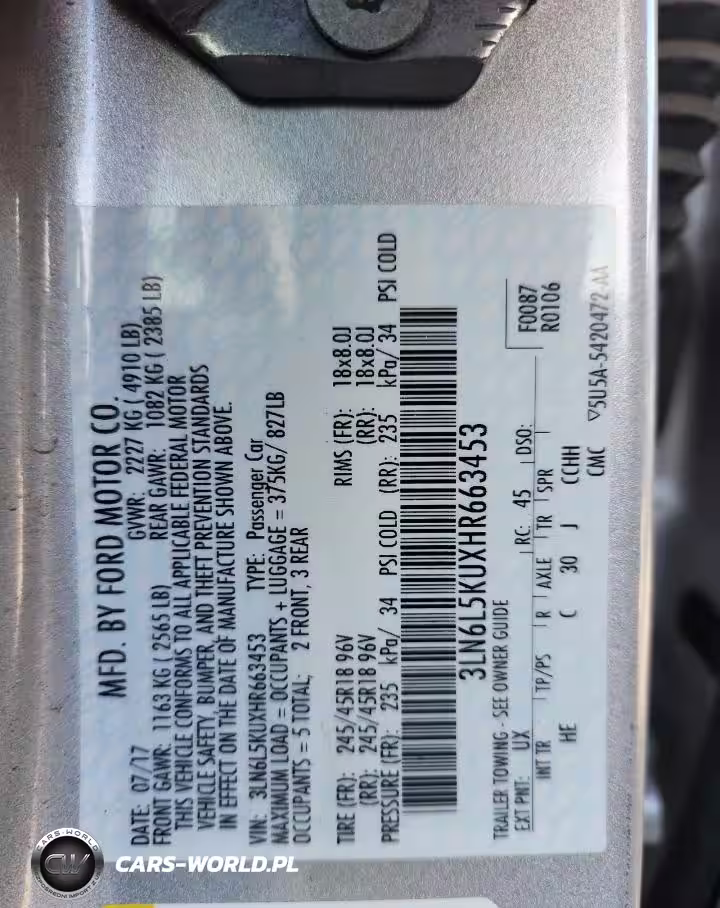 MFD. BY FORD MOTOR CO.
DATE: 07/17 GVWR: 2227 KG ( 4910 LB)
FRONT GAWR: 1163 KG ( 2565 LB) REAR GAWR: 1082 KG ( 2385 LB)
THIS VEHICLE CONFORMS TO ALL APPLICABLE FEDERAL MOTOR
VEHICLE SAFETY, BUMPER, AND THEFT PREVENTION STANDARDS
IN EFFECT ON THE DATE OF MANUFACTURE SHOWN ABOVE.
VIN: 3LN6L5KUXHR663453 TYPE: Passenger Car
MAXIMUM LOAD = OCCUPANTS + LUGGAGE = 375KG/ 827LB
OCCUPANTS = 5 TOTAL; 2 FRONT, 3 REAR
TIRE (FR): 245/45R18 96V RIMS (FR): 18x8.0J
(RR): 245/45R18 96V (RR): 18x8.0J
PRESSURE (FR): 235 kPa/ 34 PSI COLD (RR): 235 kPa/ 34 PSI COLD
3LN6L5KUXHR663453
TRAILER TOWING - SEE OWNER GUIDE
F0087
R0106
EXT PNT: UX RC: 45 DSO:
INT TR TP/PS R AXLE TR SPR
HE C 30 J CCHH
CMC
▽5U5A-5420472-AA
CARS-WORLD
CW
CARS-WORLD.PL